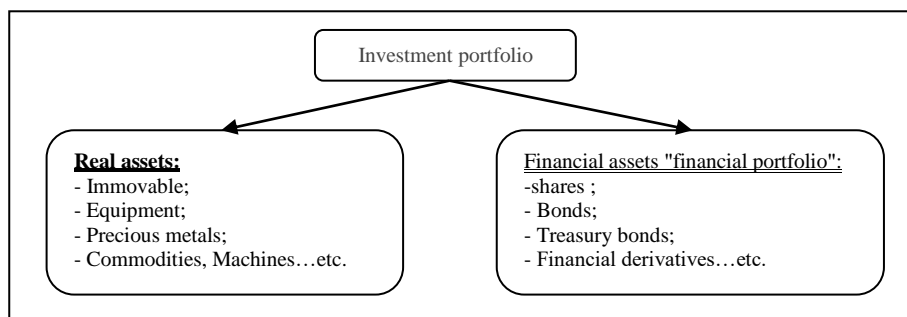 Investment portfolio
Real assets:
- Immovable;
- Equipment;
- Precious metals;
- Commodities, Machines…etc.
Financial assets "financial portfolio":
-shares ;
- Bonds;
- Treasury bonds;
- Financial derivatives…etc.